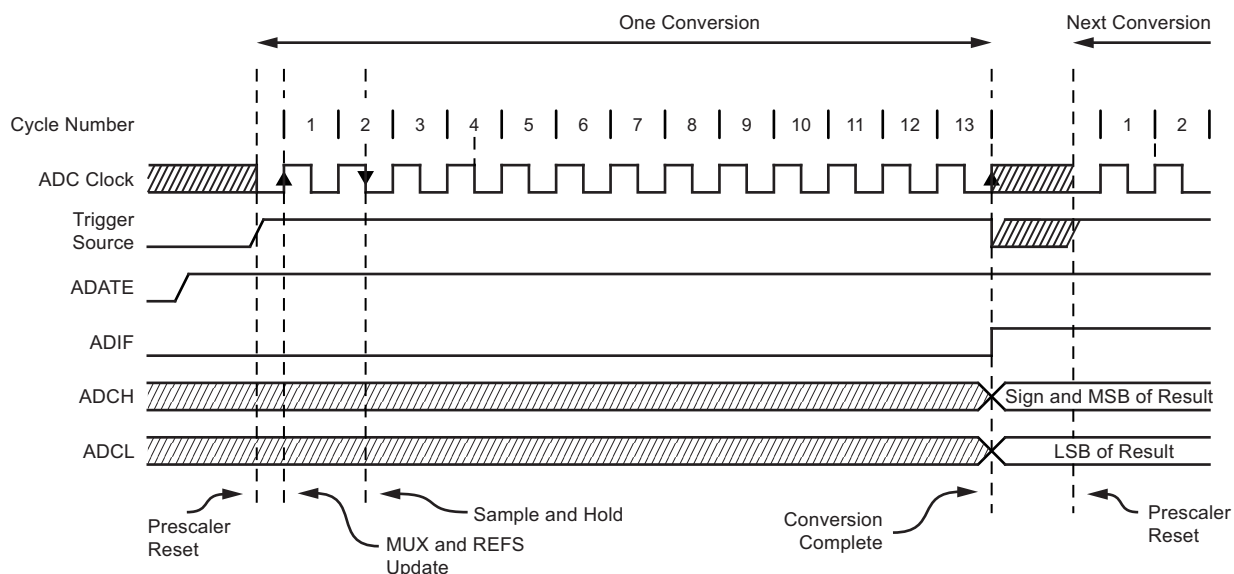 One Conversion
Next Conversion
Cycle Number
1 2 3 4 5 6 7 8 9 10 11 12 13
1 2
ADC Clock
Trigger
Source
ADATE
ADIF
ADCH
Sign and MSB of Result
ADCL
LSB of Result
Prescaler
Reset
MUX and REFS
Update
Sample and Hold
Conversion
Complete
Prescaler
Reset